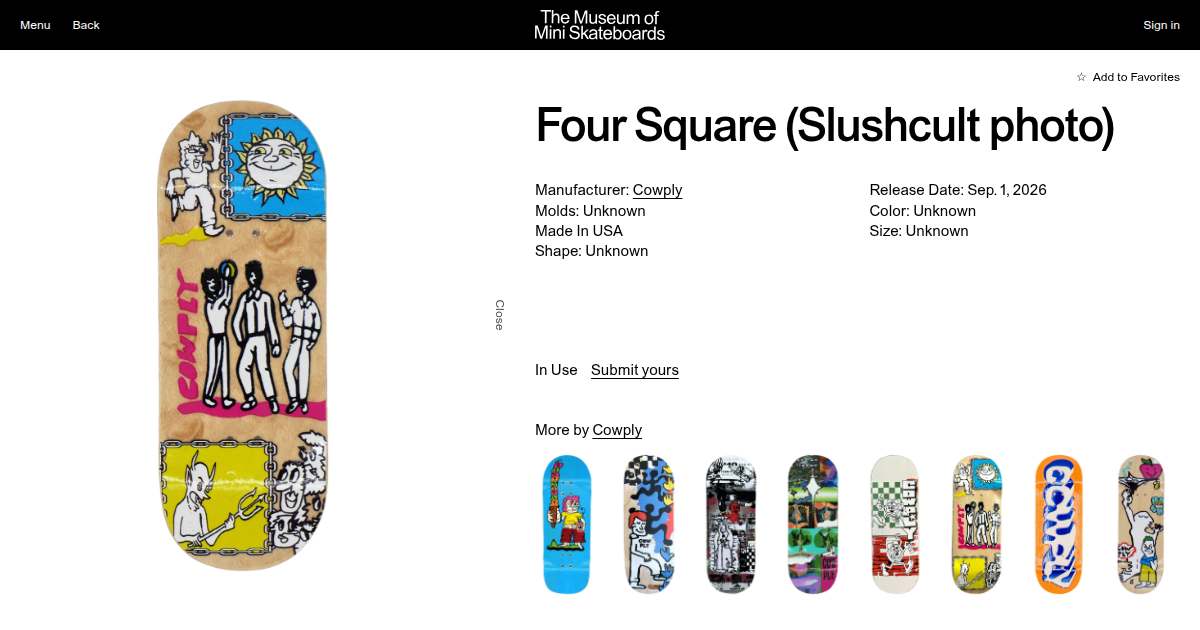 Menu
Back
The Museum of
Mini Skateboards
Sign in
☆ Add to Favorites
Four Square (Slushcult photo)
Manufacturer: Cowply
Molds: Unknown
Made In USA
Shape: Unknown
Release Date: Sep. 1, 2026
Color: Unknown
Size: Unknown
COWPLY
Close
In Use
Submit yours
More by Cowply
COWPLY